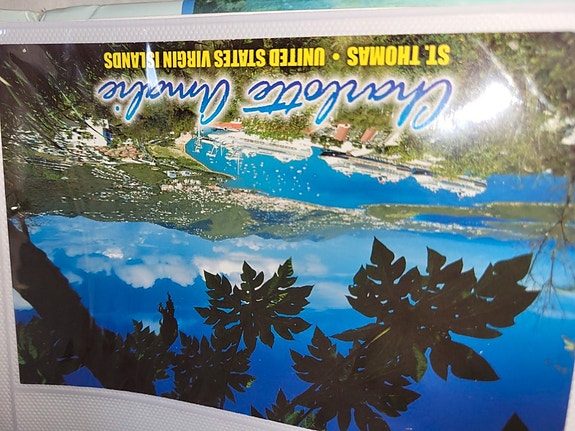 Charlotte Amalie
ST. THOMAS • UNITED STATES VIRGIN ISLANDS